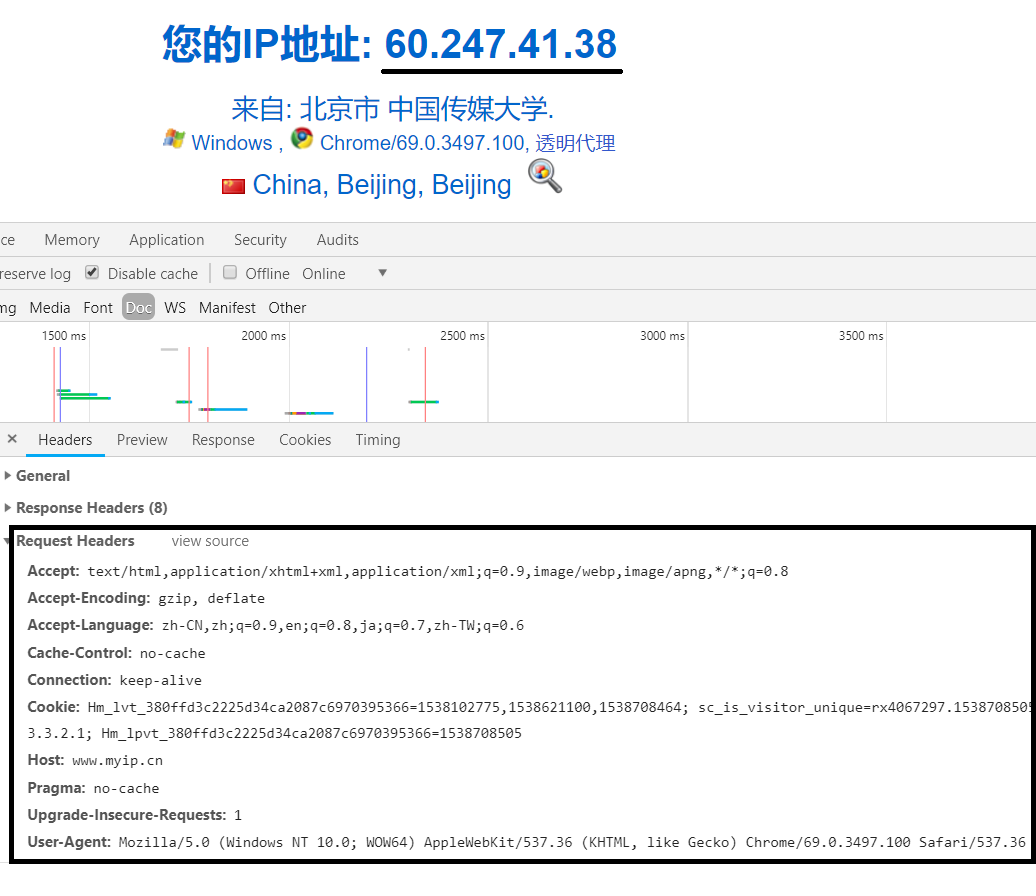 您的IP地址: 60.247.41.38
来自: 北京市 中国传媒大学.
Windows , Chrome/69.0.3497.100, 透明代理
China, Beijing, Beijing
ce Memory Application Security Audits
reserve log Disable cache Offline Online
mg Media Font Doc WS Manifest Other
1500 ms 2000 ms 2500 ms 3000 ms 3500 ms
× Headers Preview Response Cookies Timing
General
Response Headers (8)
Request Headers view source
Accept: text/html,application/xhtml+xml,application/xml;q=0.9,image/webp,image/apng,*/*;q=0.8
Accept-Encoding: gzip, deflate
Accept-Language: zh-CN,zh;q=0.9,en;q=0.8,ja;q=0.7,zh-TW;q=0.6
Cache-Control: no-cache
Connection: keep-alive
Cookie: Hm_lvt_380ffd3c2225d34ca2087c6970395366=1538102775,1538621100,1538708464; sc_is_visitor_unique=rx4067297.1538708505
3.3.2.1; Hm_lpvt_380ffd3c2225d34ca2087c6970395366=1538708505
Host: www.myip.cn
Pragma: no-cache
Upgrade-Insecure-Requests: 1
User-Agent: Mozilla/5.0 (Windows NT 10.0; WOW64) AppleWebKit/537.36 (KHTML, like Gecko) Chrome/69.0.3497.100 Safari/537.36